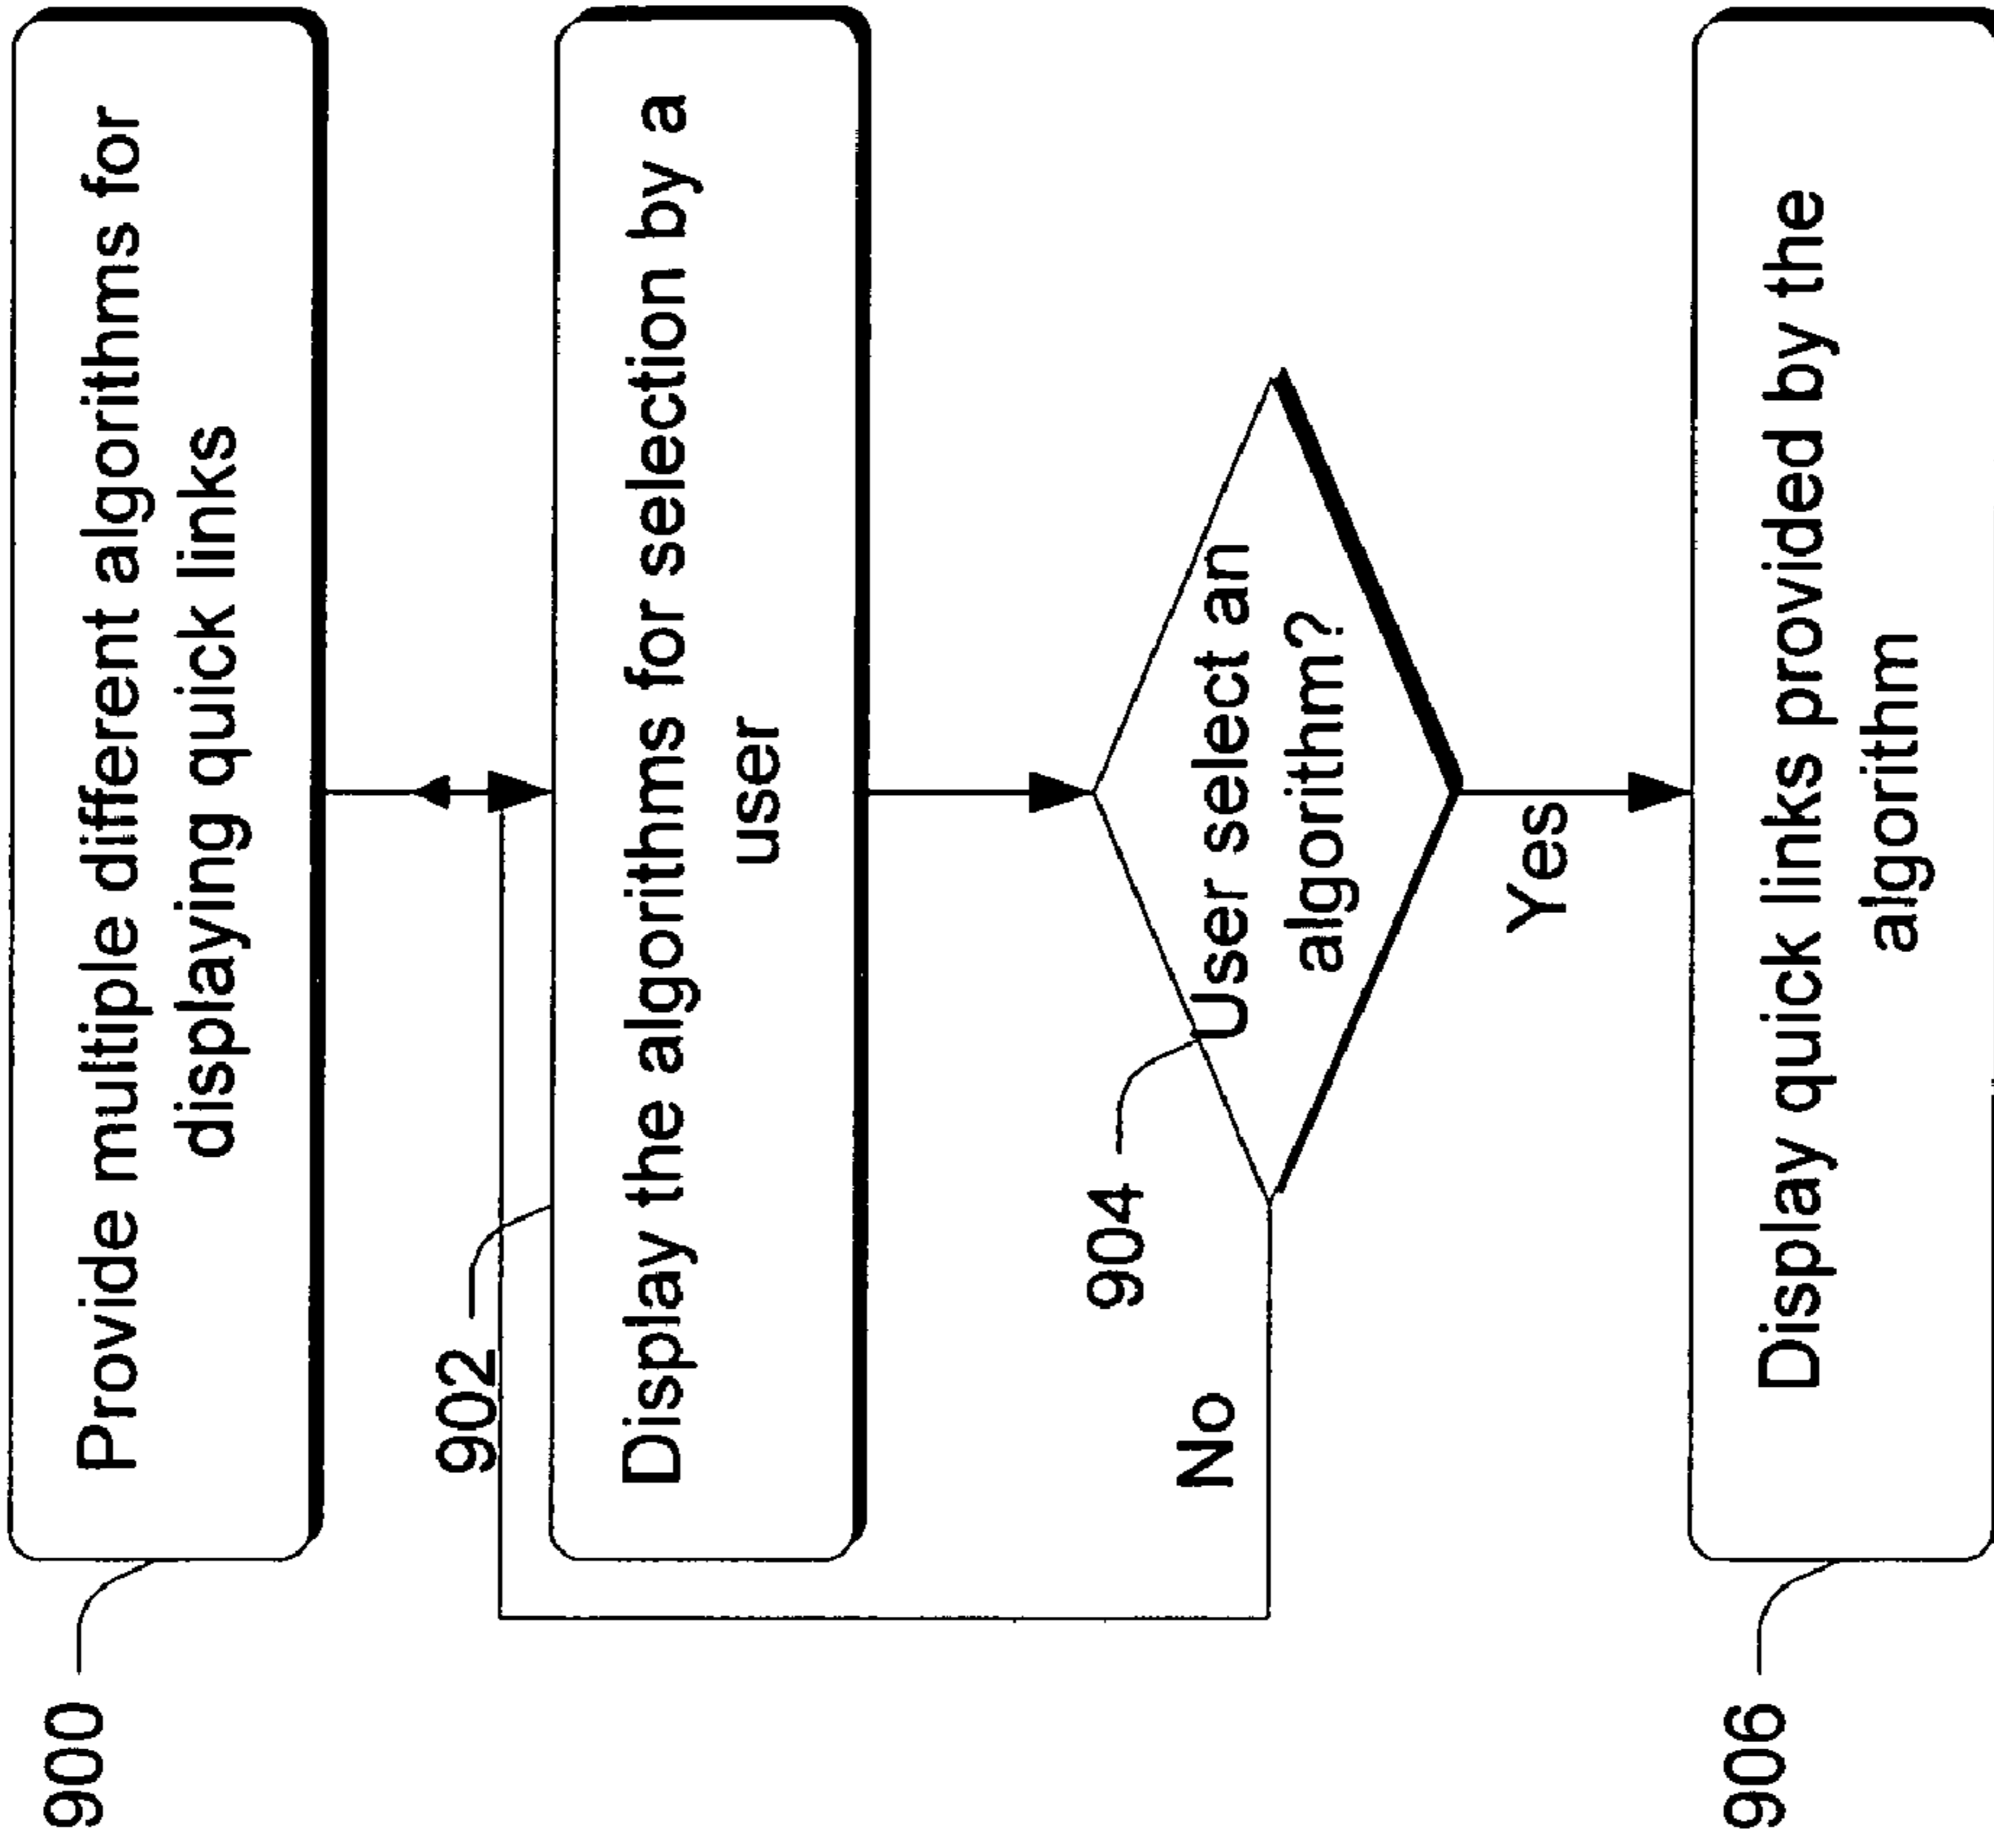 900
Provide multiple different algorithms for
displaying quick links
902
Display the algorithms for selection by a
user
904
User select an
algorithm?
No
Yes
906
Display quick links provided by the
algorithm